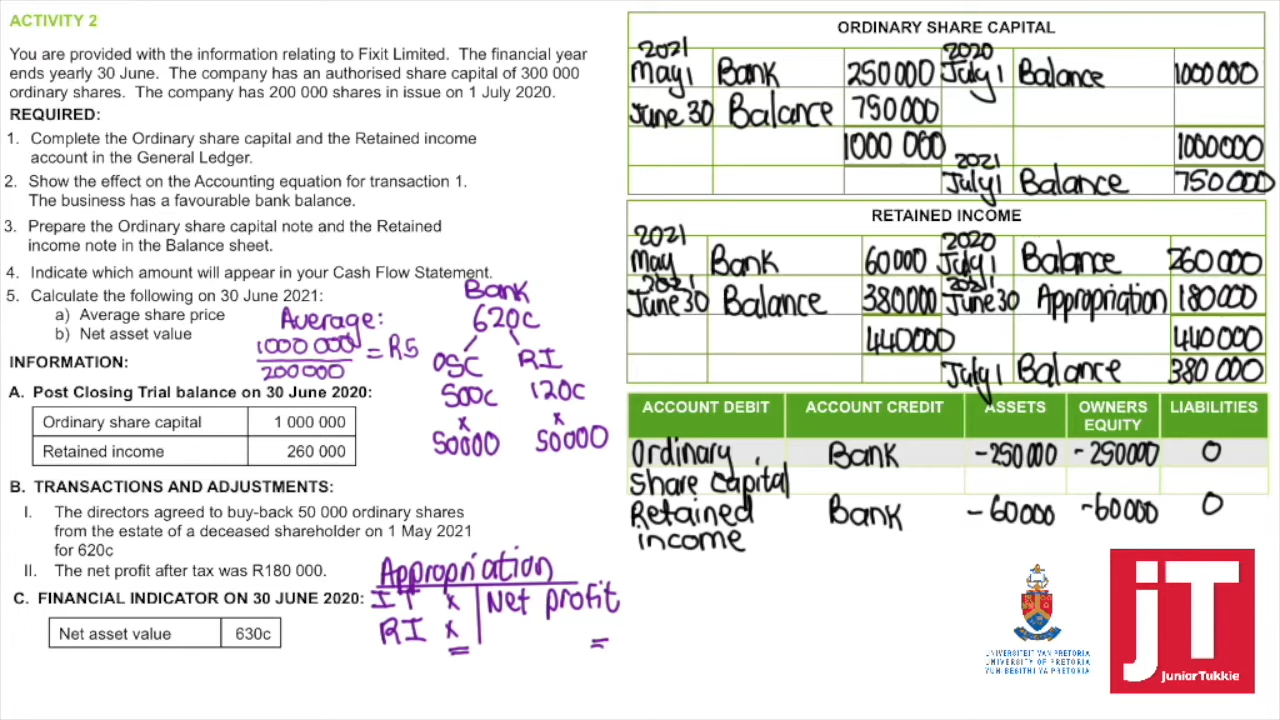 ACTIVITY 2
You are provided with the information relating to Fixit Limited. The financial year
ends yearly 30 June. The company has an authorised share capital of 300 000
ordinary shares. The company has 200 000 shares in issue on 1 July 2020.
REQUIRED:
1. Complete the Ordinary share capital and the Retained income
account in the General Ledger.
2. Show the effect on the Accounting equation for transaction 1.
The business has a favourable bank balance.
3. Prepare the Ordinary share capital note and the Retained
income note in the Balance sheet.
4. Indicate which amount will appear in your Cash Flow Statement.
5. Calculate the following on 30 June 2021:
a) Average share price
b) Net asset value
Average:
1000 000
200 000
= R5
Bank
620c
OSC RI
500c 120c
x x
50000 50000
INFORMATION:
A. Post Closing Trial balance on 30 June 2020:
Ordinary share capital 1 000 000
Retained income 260 000
B. TRANSACTIONS AND ADJUSTMENTS:
I. The directors agreed to buy-back 50 000 ordinary shares
from the estate of a deceased shareholder on 1 May 2021
for 620c
II. The net profit after tax was R180 000.
C. FINANCIAL INDICATOR ON 30 JUNE 2020:
Net asset value 630c
Appropriation
IT x Net profit
RI x
=
ORDINARY SHARE CAPITAL
2021 2020
May 1 Bank 250 000 July 1 Balance 1000 000
June 30 Balance 750 000
1000 000 1000 000
2021
July 1 Balance 750 000
RETAINED INCOME
2021 2020
May Bank 60000 July 1 Balance 260 000
2021 2021
June 30 Balance 380000 June 30 Appropriation 180 000
440000 440 000
July 1 Balance 380 000
ACCOUNT DEBIT ACCOUNT CREDIT ASSETS OWNERS EQUITY LIABILITIES
Ordinary Bank -250 000 -250000 0
Share capital
Retained Bank -60000 -60000 0
income
UNIVERSITEIT VAN PRETORIA
UNIVERSITY OF PRETORIA
YUNIBESITHI YA PRETORIA
jT
JuniorTukkie